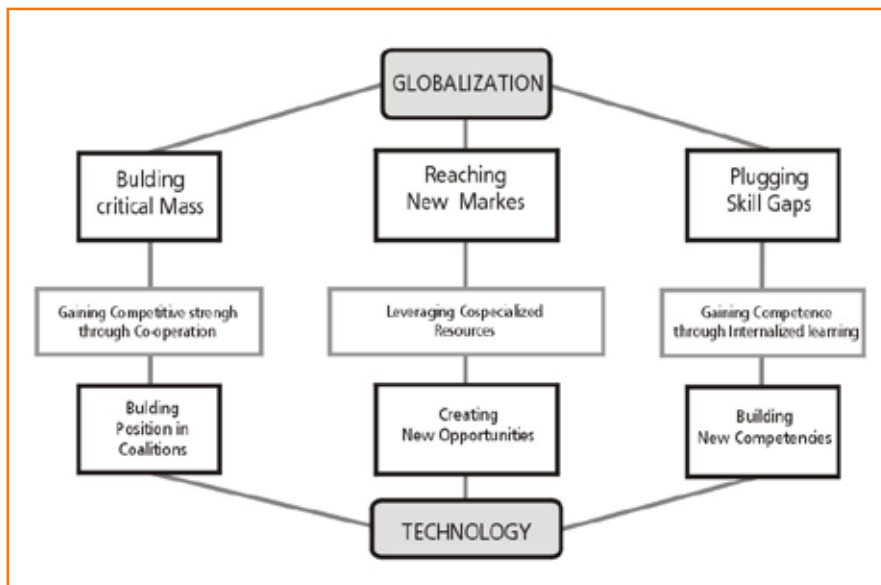 GLOBALIZATION
Bulding
critical Mass
Reaching
New Markes
Plugging
Skill Gaps
Gaining Competitive strengh
through Co-operation
Leveraging Cospecialized
Resources
Gaining Competence
through Internalized learning
Bulding
Position in
Coalitions
Creating
New Opportunities
Building
New Competencies
TECHNOLOGY